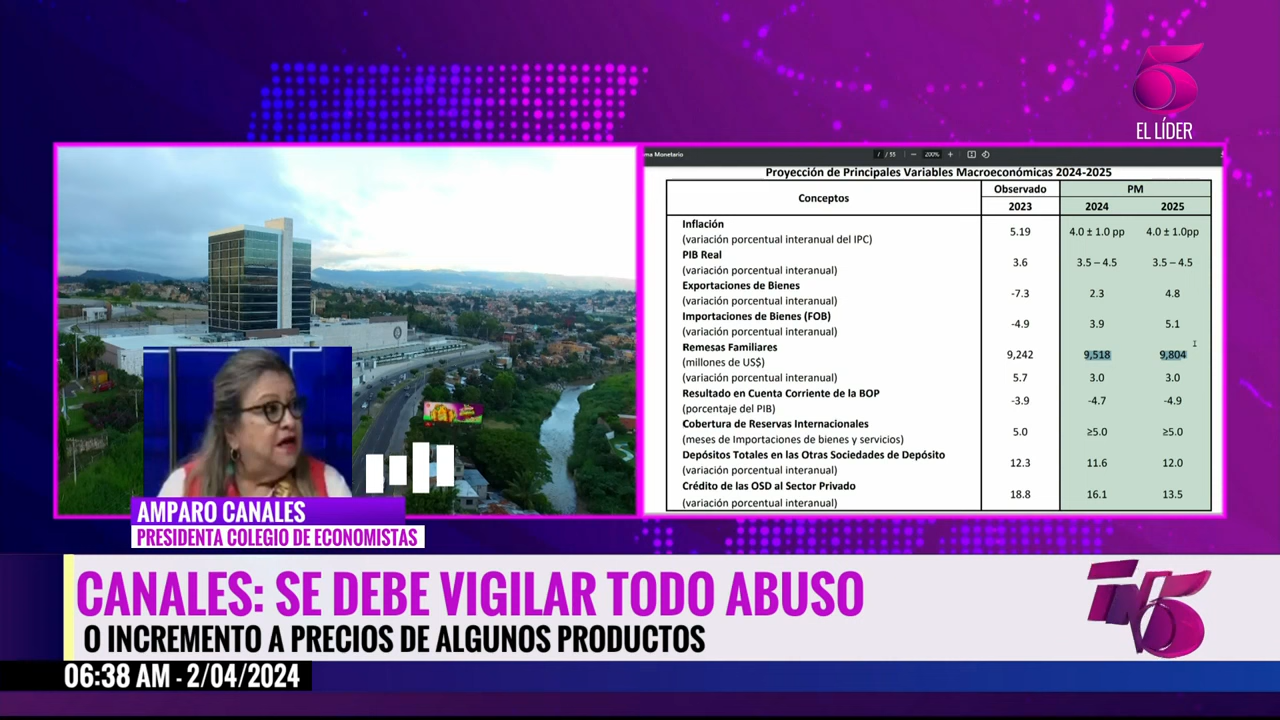 EL LÍDER
ma Monetario
/ 55
200%
Proyección de Principales Variables Macroeconómicas 2024-2025
Conceptos Observado PM
2023 2024 2025
Inflación
(variación porcentual interanual del IPC) 5.19 4.0 ± 1.0 pp 4.0 ± 1.0pp
PIB Real
(variación porcentual interanual) 3.6 3.5 – 4.5 3.5 – 4.5
Exportaciones de Bienes
(variación porcentual interanual) -7.3 2.3 4.8
Importaciones de Bienes (FOB)
(variación porcentual interanual) -4.9 3.9 5.1
Remesas Familiares
(millones de US$) 9,242 9,518 9,804
(variación porcentual interanual) 5.7 3.0 3.0
Resultado en Cuenta Corriente de la BOP
(porcentaje del PIB) -3.9 -4.7 -4.9
Cobertura de Reservas Internacionales
(meses de Importaciones de bienes y servicios) 5.0 ≥5.0 ≥5.0
Depósitos Totales en las Otras Sociedades de Depósito
(variación porcentual interanual) 12.3 11.6 12.0
Crédito de las OSD al Sector Privado
(variación porcentual interanual) 18.8 16.1 13.5
AMPARO CANALES
PRESIDENTA COLEGIO DE ECONOMISTAS
CANALES: SE DEBE VIGILAR TODO ABUSO
O INCREMENTO A PRECIOS DE ALGUNOS PRODUCTOS
TN5
06:38 AM - 2/04/2024